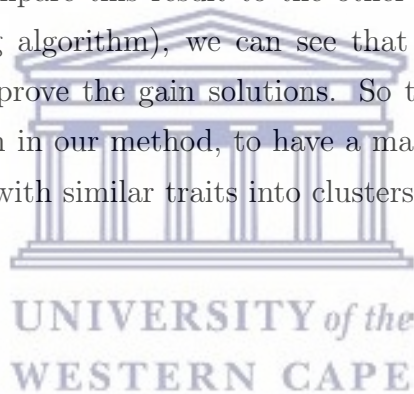 mpare this result to the other
g algorithm), we can see that
prove the gain solutions. So t
n in our method, to have a ma
with similar traits into clusters
UNIVERSITY of the
WESTERN CAPE